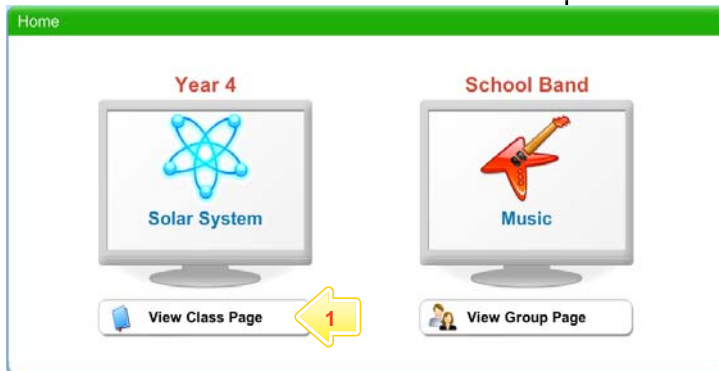 Home
Year 4
School Band
Solar System
Music
View Class Page
1
View Group Page